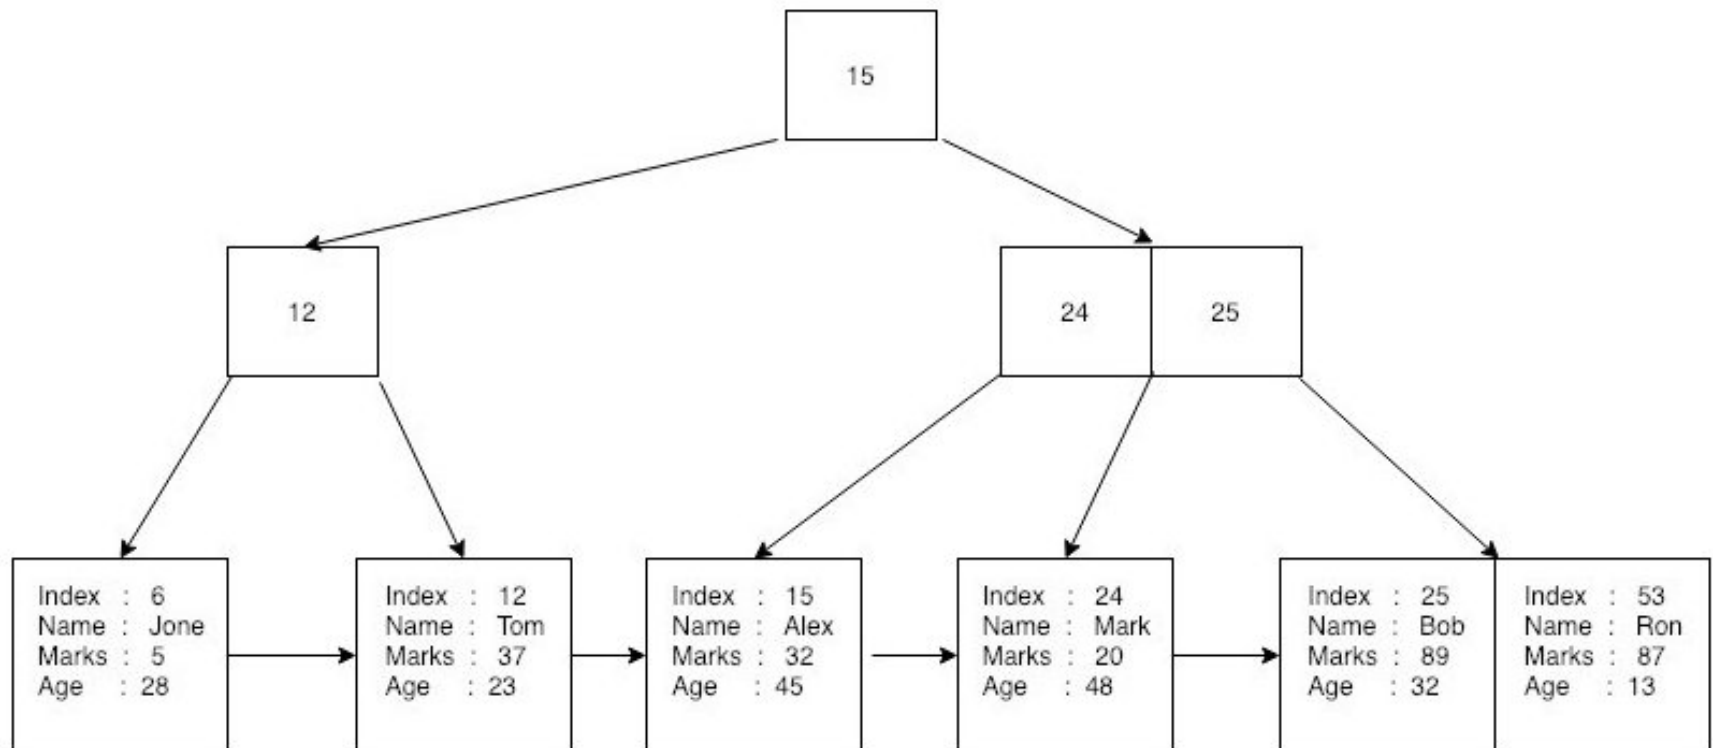 15
12
24
25
Index : 6
Name : Jone
Marks : 5
Age : 28
Index : 12
Name : Tom
Marks : 37
Age : 23
Index : 15
Name : Alex
Marks : 32
Age : 45
Index : 24
Name : Mark
Marks : 20
Age : 48
Index : 25
Name : Bob
Marks : 89
Age : 32
Index : 53
Name : Ron
Marks : 87
Age : 13